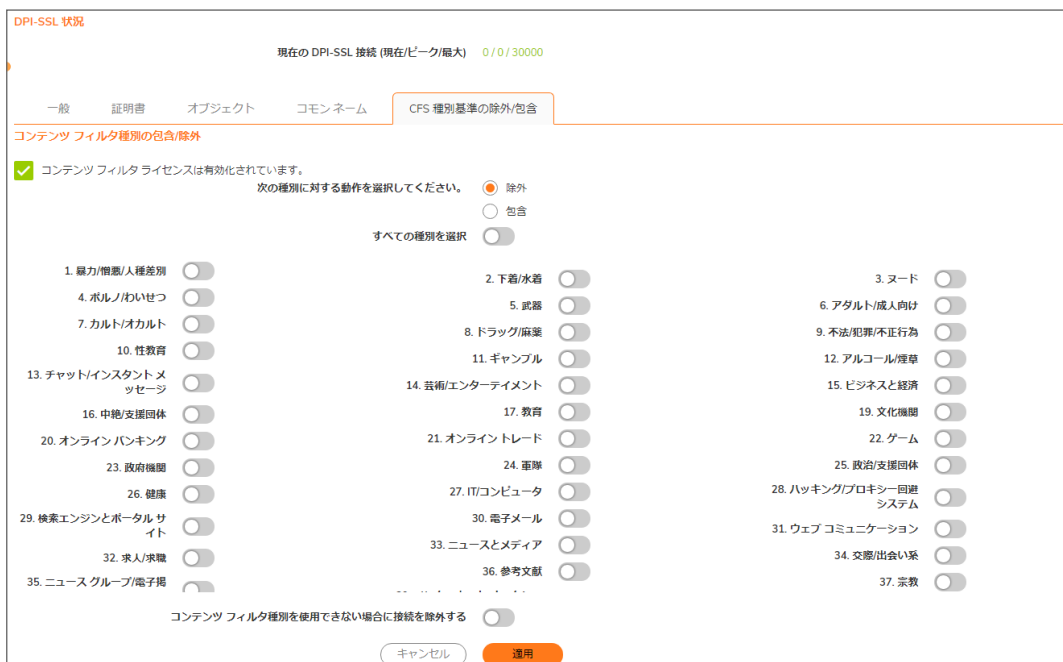 DPI-SSL 状況
現在の DPI-SSL 接続 (現在/ピーク/最大) 0 / 0 / 30000
一般 証明書 オブジェクト コモン ネーム CFS 種別基準の除外/包含
コンテンツ フィルタ種別の包含/除外
コンテンツ フィルタ ライセンスは有効化されています。
次の種別に対する動作を選択してください。 除外
包含
すべての種別を選択
1. 暴力/憎悪/人種差別 2. 下着/水着 3. ヌード
4. ポルノ/わいせつ 5. 武器 6. アダルト/成人向け
7. カルト/オカルト 8. ドラッグ/麻薬 9. 不法/犯罪/不正行為
10. 性教育 11. ギャンブル 12. アルコール/煙草
13. チャット/インスタント メ
ッセージ 14. 芸術/エンターテイメント 15. ビジネスと経済
16. 中絶/支援団体 17. 教育 19. 文化機関
20. オンライン バンキング 21. オンライン トレード 22. ゲーム
23. 政府機関 24. 軍隊 25. 政治/支援団体
26. 健康 27. IT/コンピュータ 28. ハッキング/プロキシー回避
システム
29. 検索エンジンとポータル サ
イト 30. 電子メール 31. ウェブ コミュニケーション
32. 求人/求職 33. ニュースとメディア 34. 交際/出会い系
35. ニュース グループ/電子掲 36. 参考文献 37. 宗教
コンテンツ フィルタ種別を使用できない場合に接続を除外する
キャンセル 適用